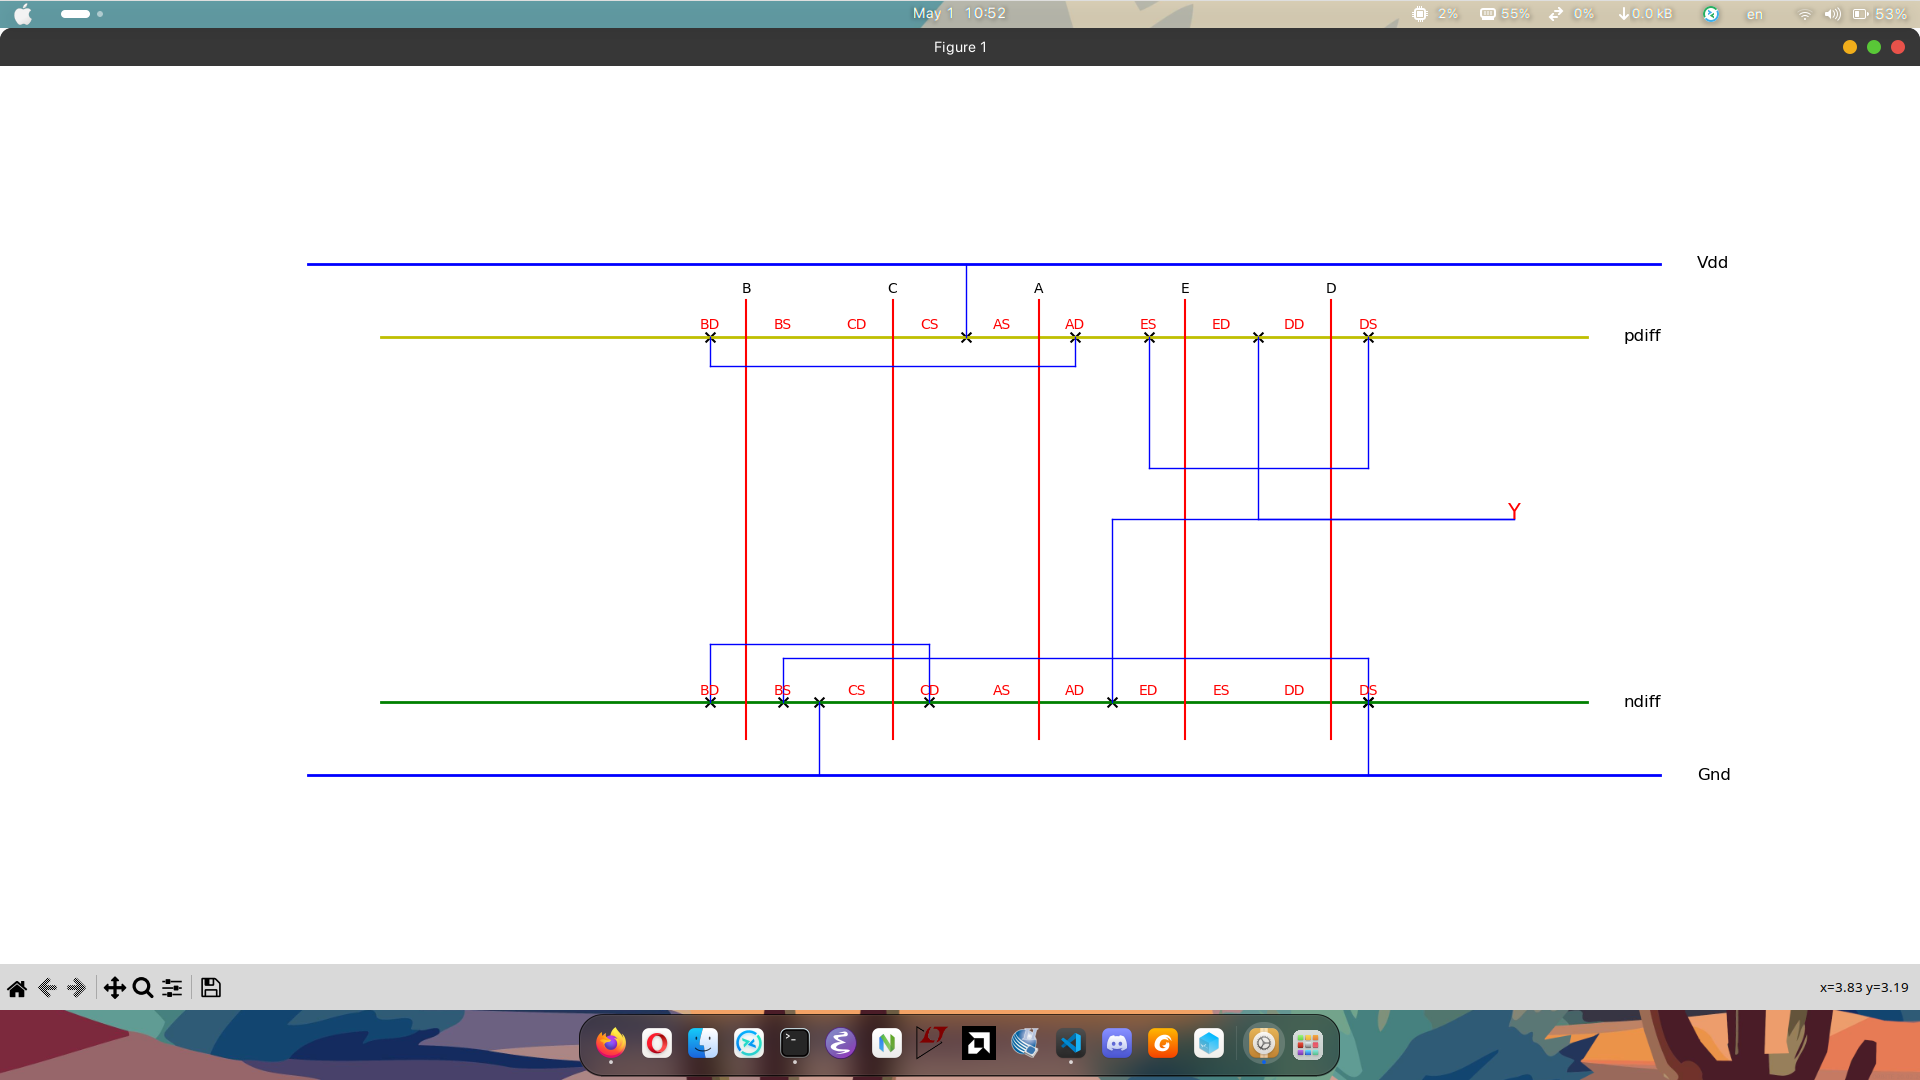 May 1 10:52
2% 55% 0% 0.0 kB en 53%
Figure 1
Vdd
B C A E D
BD BS CD CS AS AD ES ED DD DS
pdiff
Y
BD BS CS CD AS AD ED ES DD DS
ndiff
Gnd
x=3.83 y=3.19